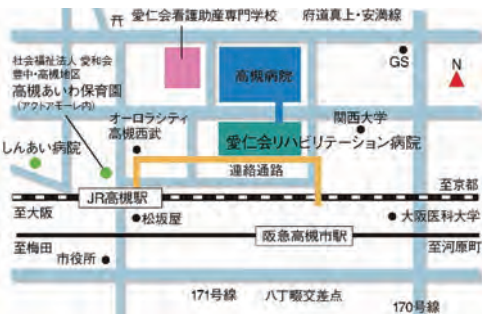 愛仁会看護助産専門学校
府道真上・安満線
社会福祉法人 愛和会
豊中・高槻地区
高槻あいわ保育園
(アクトアモーレ内)
高槻病院
GS
N
オーロラシティ
高槻西武
関西大学
愛仁会リハビリテーション病院
しんあい病院
連絡通路
JR高槻駅
至京都
至大阪
松坂屋
大阪医科大学
阪急高槻市駅
至梅田
至河原町
市役所
171号線
八丁畷交差点
170号線